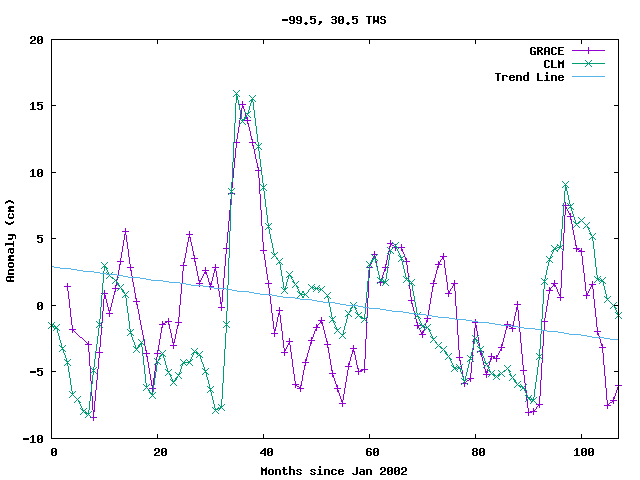 -99.5, 30.5 TWS
20
15
10
5
0
-5
-10
Anomaly (cm)
GRACE
CLM
Trend Line
0 20 40 60 80 100
Months since Jan 2002